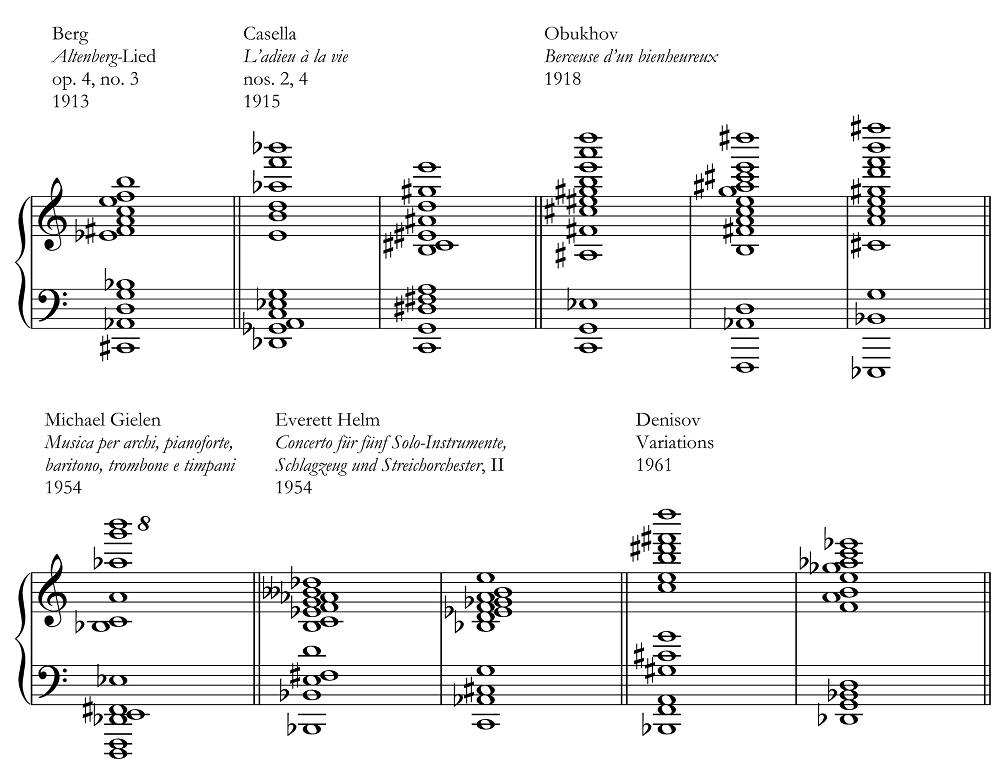 Berg
Altenberg-Lied
op. 4, no. 3
1913
Casella
L'adieu à la vie
nos. 2, 4
1915
Obukhov
Berceuse d'un bienheureux
1918
Michael Gielen
Musica per archi, pianoforte,
baritono, trombone e timpani
1954
Everett Helm
Concerto für fünf Solo-Instrumente,
Schlagzeug und Streichorchester, II
1954
Denisov
Variations
1961
8